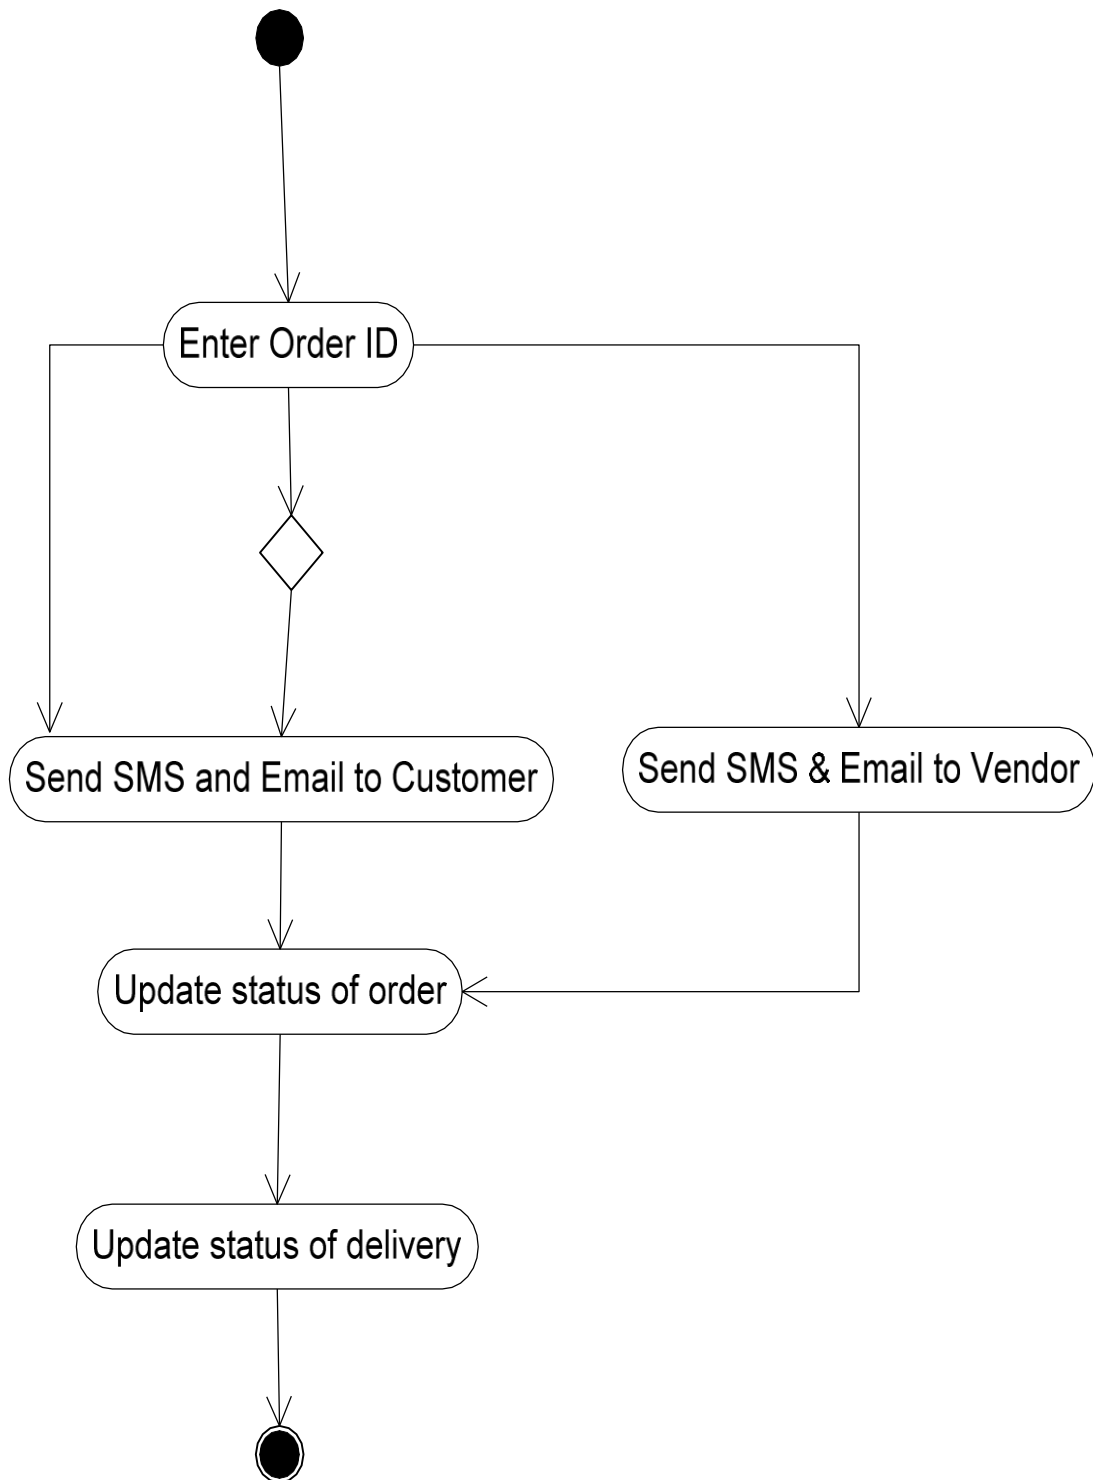 Enter Order ID
Send SMS and Email to Customer
Send SMS & Email to Vendor
Update status of order
Update status of delivery